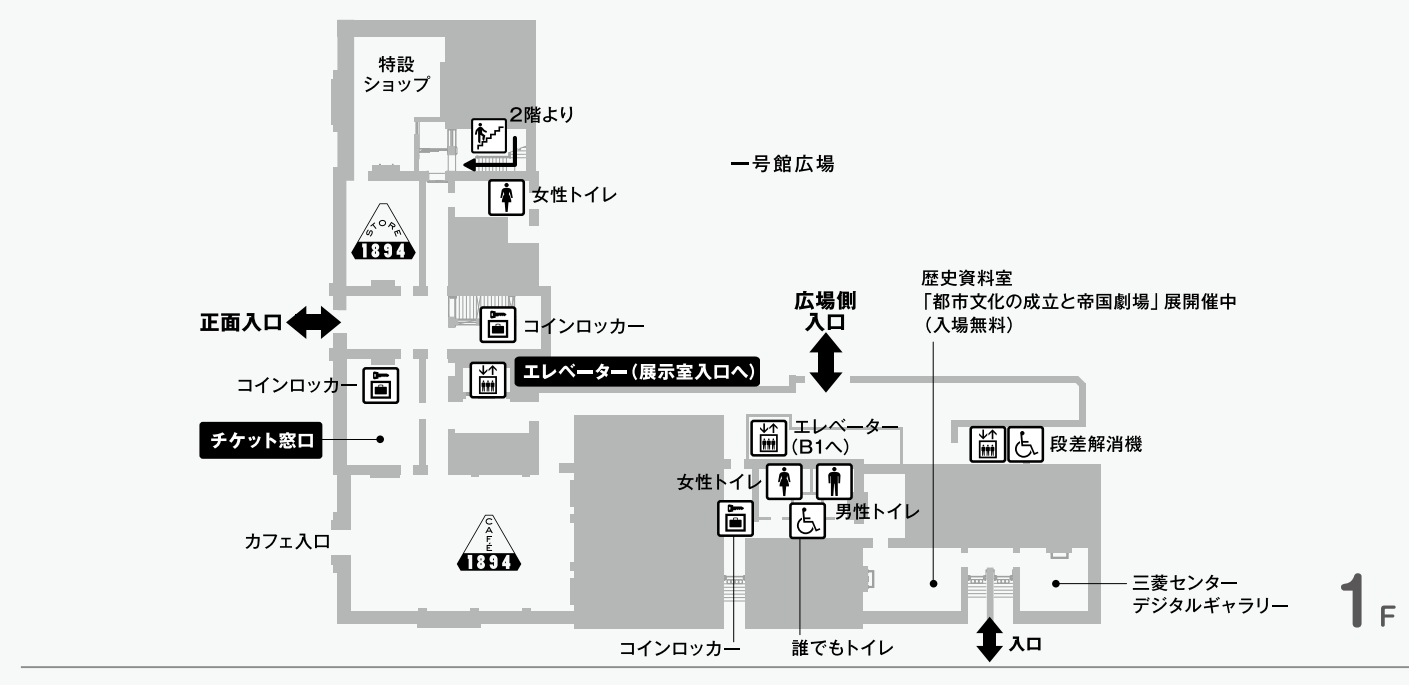 特設
ショップ
2階より
一号館広場
女性トイレ
STORE
1894
歴史資料室
「都市文化の成立と帝国劇場」展開催中
（入場無料）
広場側
入口
正面入口
コインロッカー
エレベーター（展示室入口へ）
コインロッカー
チケット窓口
エレベーター
（B1へ）
段差解消機
女性トイレ
男性トイレ
カフェ入口
CAFÉ
1894
三菱センター
デジタルギャラリー
1F
コインロッカー
誰でもトイレ
入口